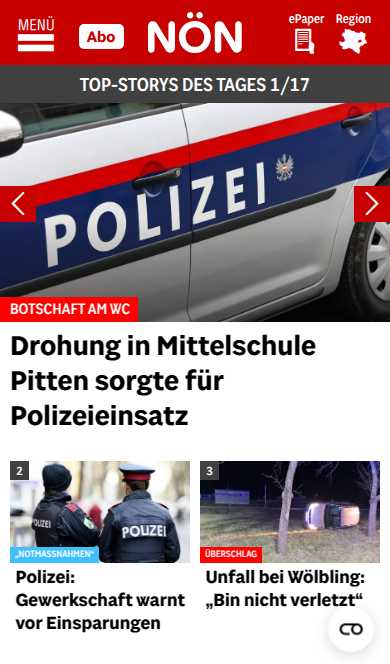 MENÜ
Abo
NÖN
ePaper
Region
TOP-STORYS DES TAGES 1/17
POLIZEI
BOTSCHAFT AM WC
Drohung in Mittelschule
Pitten sorgte für
Polizeieinsatz
2
POLIZEI
POLIZEI
„NOTMASSNAHMEN“
Polizei:
Gewerkschaft warnt
vor Einsparungen
3
ÜBERSCHLAG
Unfall bei Wölbling:
„Bin nicht verletzt“